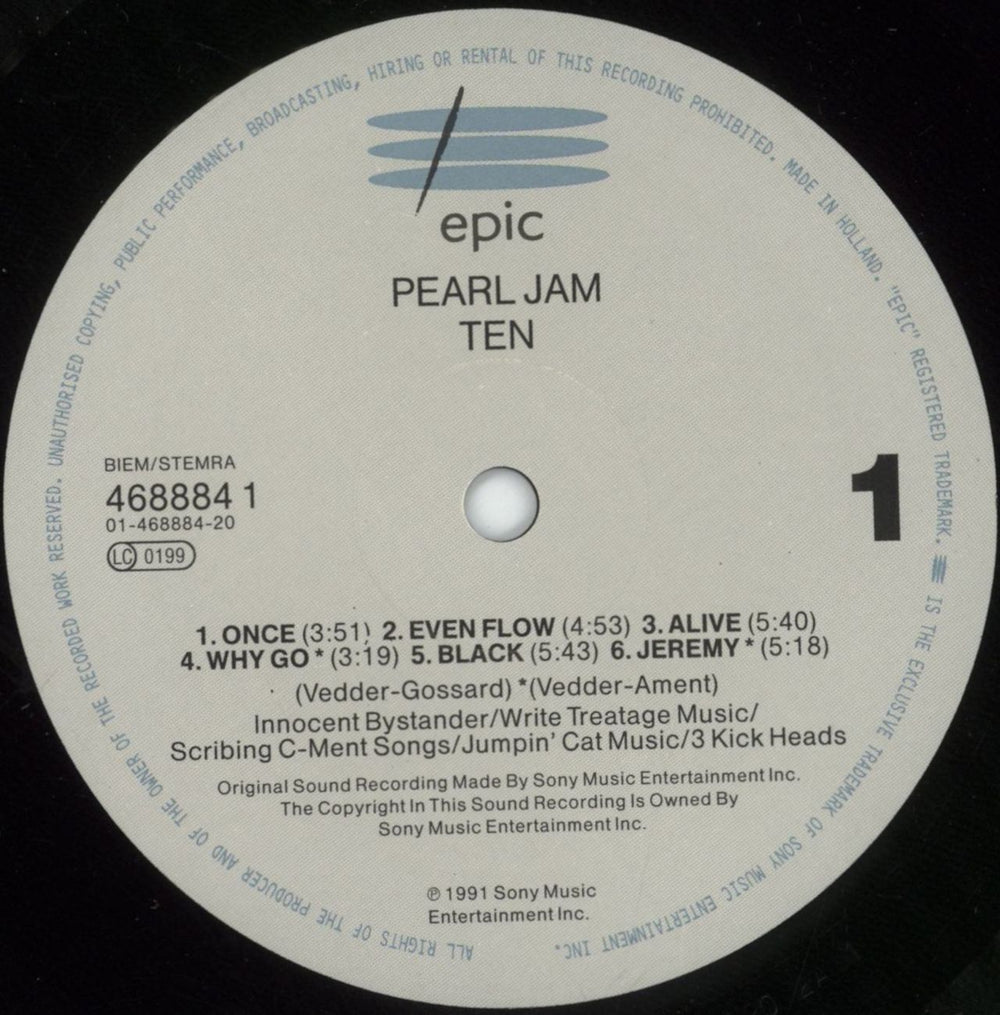 ALL RIGHTS OF THE PRODUCER AND OF THE OWNER OF THE RECORDED WORK RESERVED. UNAUTHORISED COPYING, PUBLIC PERFORMANCE, BROADCASTING, HIRING OR RENTAL OF THIS RECORDING PROHIBITED. MADE IN HOLLAND. "EPIC" REGISTERED TRADEMARK. IS THE EXCLUSIVE TRADEMARK OF SONY MUSIC ENTERTAINMENT INC.
epic
PEARL JAM
TEN
BIEM/STEMRA
468884 1
01-468884-20
LC 0199
1
1. ONCE (3:51) 2. EVEN FLOW (4:53) 3. ALIVE (5:40)
4. WHY GO * (3:19) 5. BLACK (5:43) 6. JEREMY * (5:18)
(Vedder-Gossard) *(Vedder-Ament)
Innocent Bystander/Write Treatage Music/
Scribing C-Ment Songs/Jumpin' Cat Music/3 Kick Heads
Original Sound Recording Made By Sony Music Entertainment Inc.
The Copyright In This Sound Recording Is Owned By
Sony Music Entertainment Inc.
℗ 1991 Sony Music
Entertainment Inc.